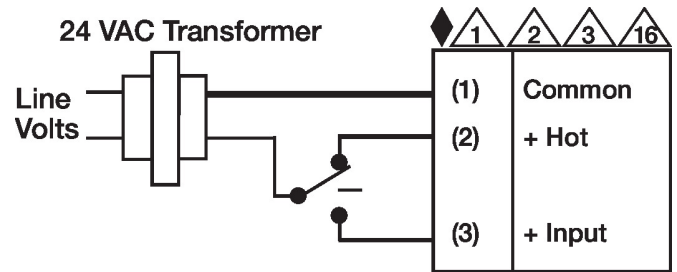 24 VAC Transformer
1 2 3 16
Line
Volts
(1) Common
(2) + Hot
(3) + Input